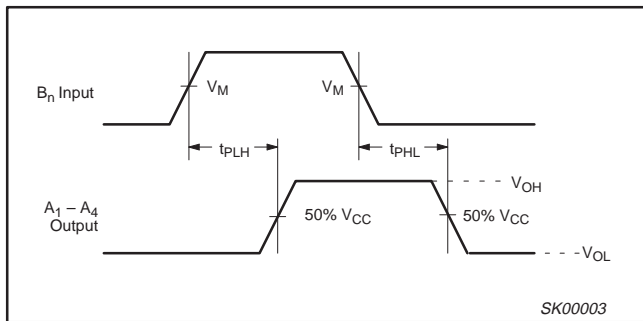 Bn Input
VM
VM
tPLH
tPHL
A1 – A4
Output
50% VCC
50% VCC
VOH
VOL
SK00003